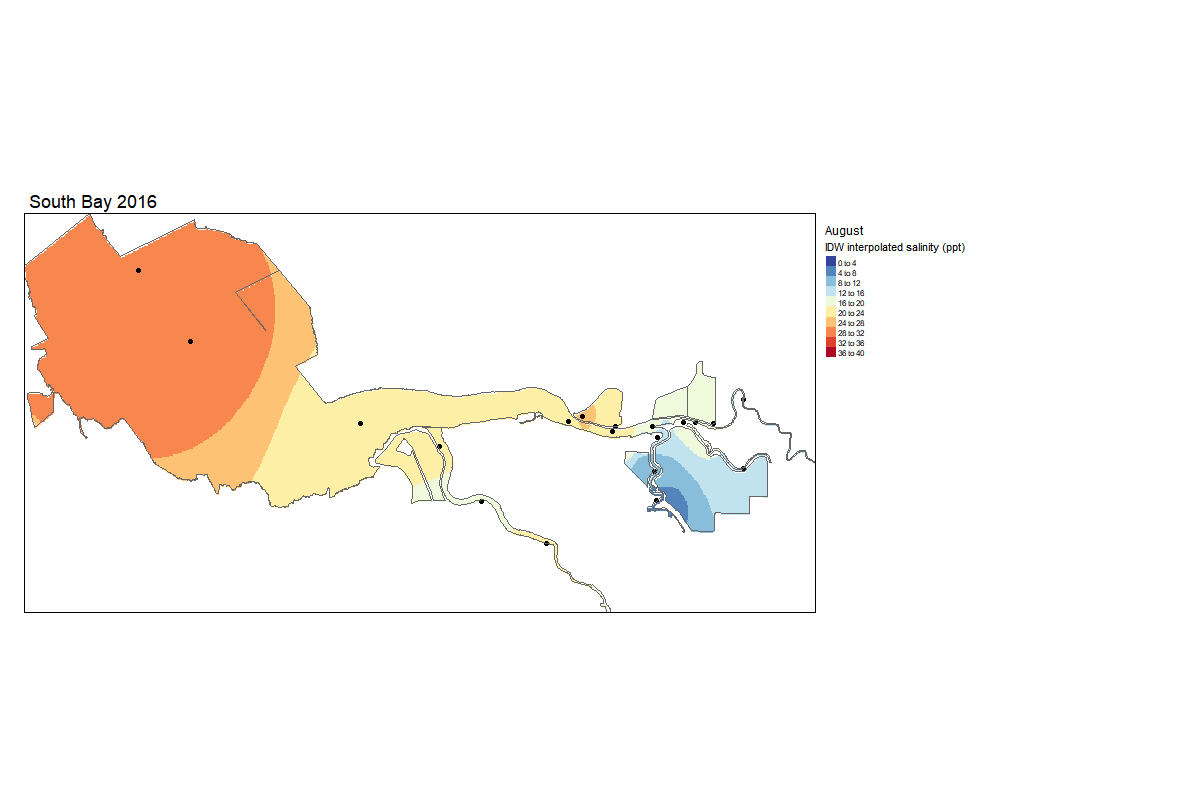 South Bay 2016
August
IDW interpolated salinity (ppt)
0 to 4
4 to 8
8 to 12
12 to 16
16 to 20
20 to 24
24 to 28
28 to 32
32 to 36
36 to 40